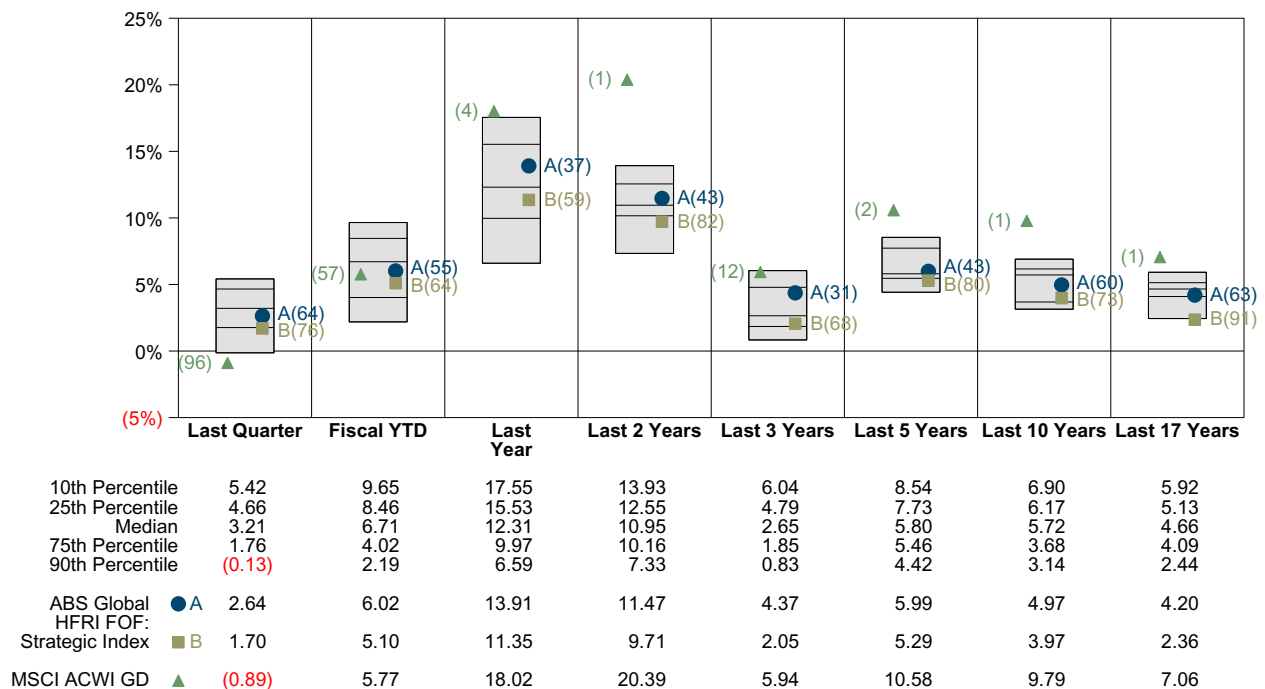 25%
20%
15%
10%
5%
0%
(5%)
(96)
A(64)
B(76)
(57)
A(55)
B(64)
(4)
A(37)
B(59)
(1)
A(43)
B(82)
(12)
A(31)
B(68)
(2)
A(43)
B(80)
(1)
A(60)
B(73)
(1)
A(63)
B(91)
Last Quarter Fiscal YTD Last Year Last 2 Years Last 3 Years Last 5 Years Last 10 Years Last 17 Years
10th Percentile 5.42 9.65 17.55 13.93 6.04 8.54 6.90 5.92
25th Percentile 4.66 8.46 15.53 12.55 4.79 7.73 6.17 5.13
Median 3.21 6.71 12.31 10.95 2.65 5.80 5.72 4.66
75th Percentile 1.76 4.02 9.97 10.16 1.85 5.46 3.68 4.09
90th Percentile (0.13) 2.19 6.59 7.33 0.83 4.42 3.14 2.44
ABS Global A 2.64 6.02 13.91 11.47 4.37 5.99 4.97 4.20
HFRI FOF:
Strategic Index B 1.70 5.10 11.35 9.71 2.05 5.29 3.97 2.36
MSCI ACWI GD (0.89) 5.77 18.02 20.39 5.94 10.58 9.79 7.06